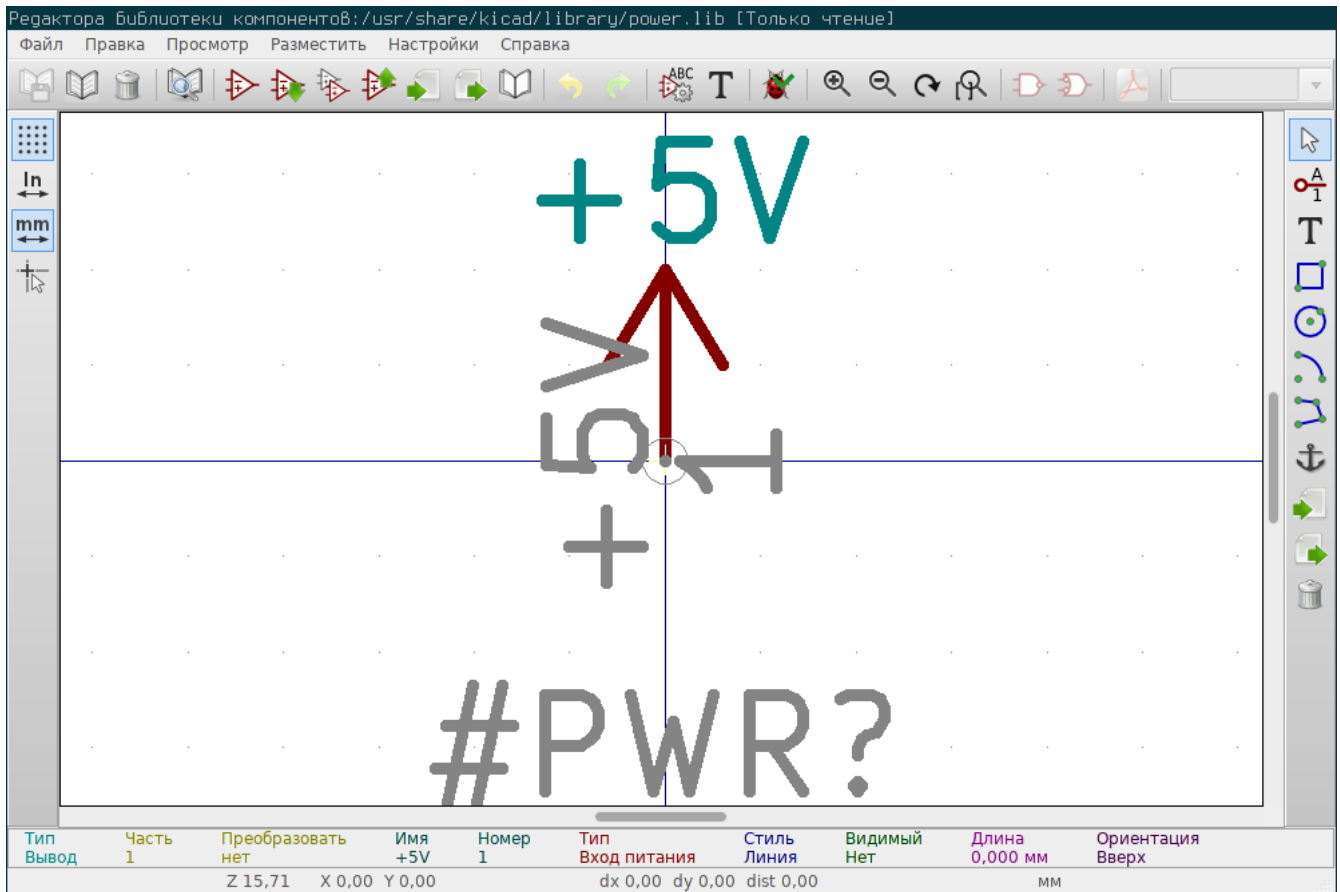 Редактора библиотеки компонентов:/usr/share/kicad/library/power.lib [Только чтение]
Файл Правка Просмотр Разместить Настройки Справка
ABC
T
In
mm
A
1
T
+5V
+5V
1
#PWR?
Тип Часть Преобразовать Имя Номер Тип Стиль Видимый Длина Ориентация
Вывод 1 нет +5V 1 Вход питания Линия Нет 0,000 мм Вверх
Z 15,71 X 0,00 Y 0,00 dx 0,00 dy 0,00 dist 0,00 мм